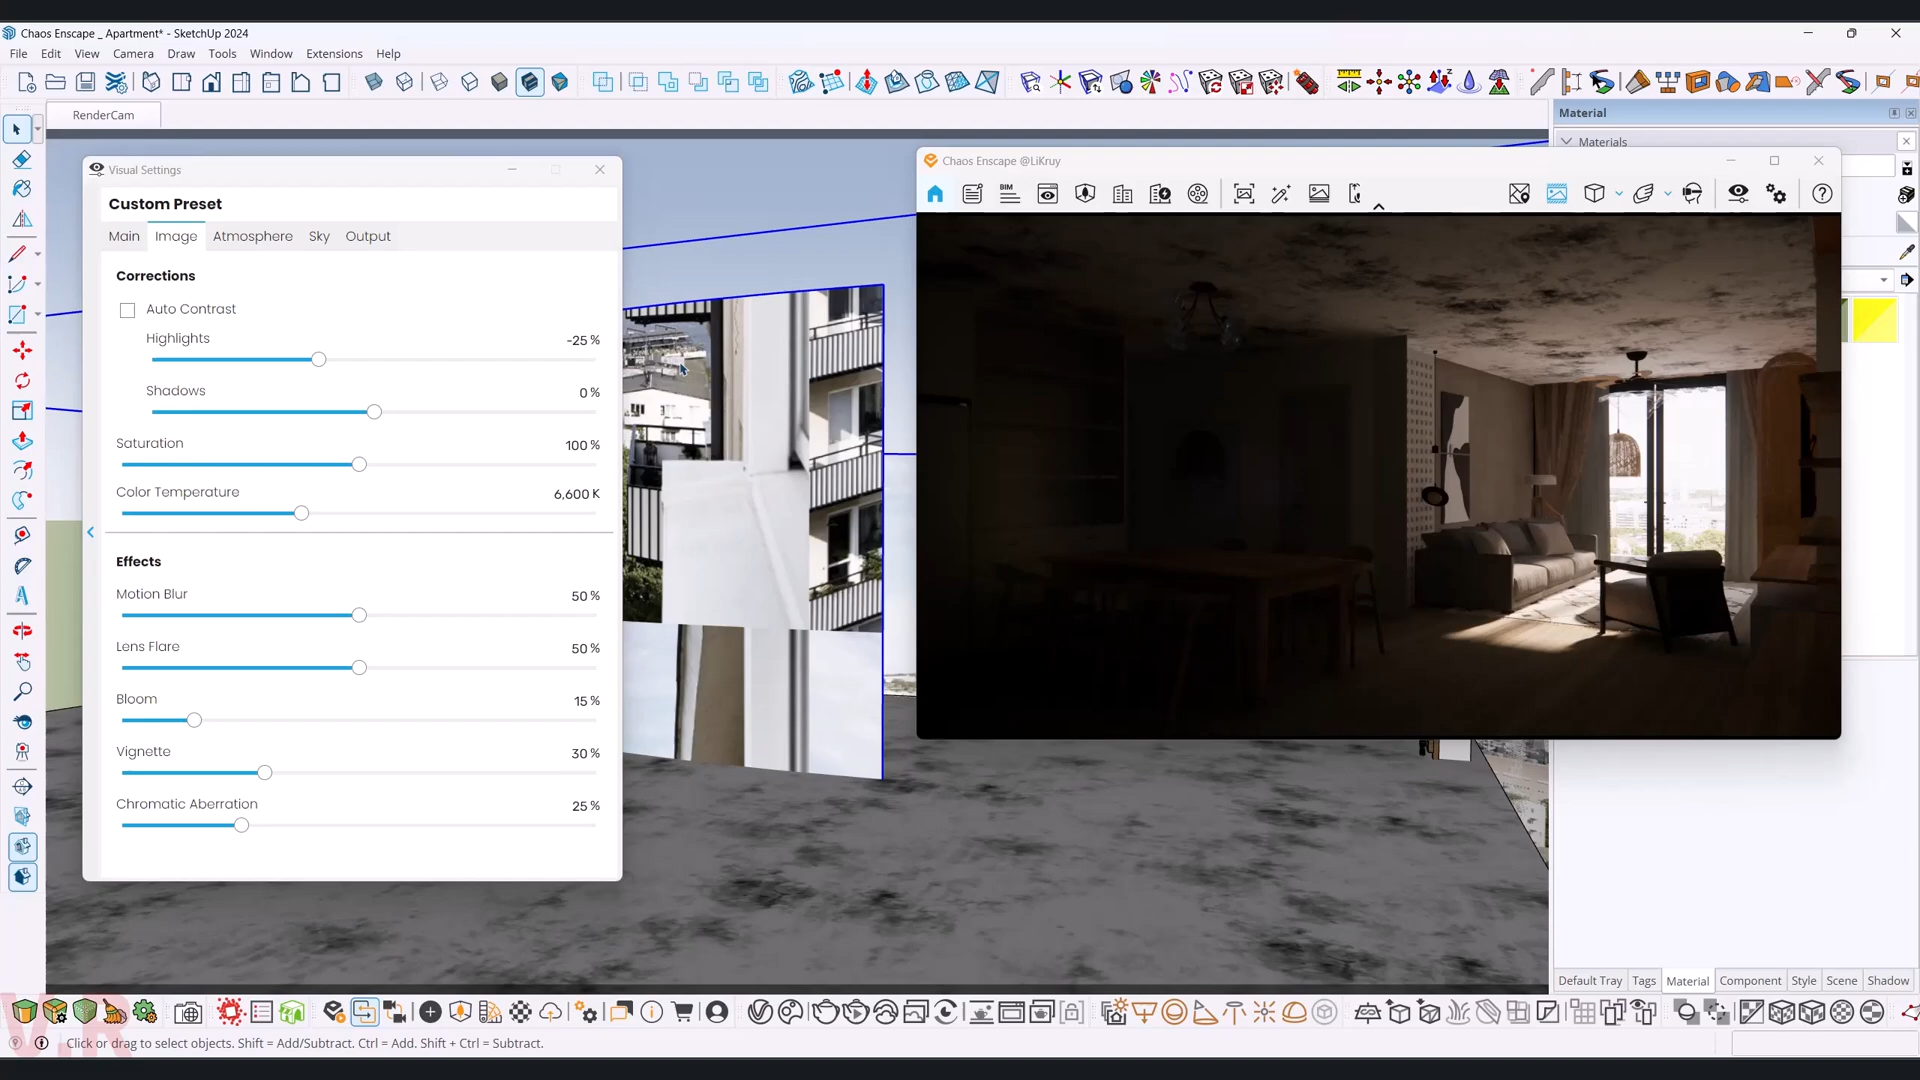 Chaos Enscape _ Apartment* - SketchUp 2024
File Edit View Camera Draw Tools Window Extensions Help
RenderCam
Material
Materials
Visual Settings
Custom Preset
Main Image Atmosphere Sky Output
Corrections
Auto Contrast
Highlights -25 %
Shadows 0 %
Saturation 100 %
Color Temperature 6,600 K
Effects
Motion Blur 50 %
Lens Flare 50 %
Bloom 15 %
Vignette 30 %
Chromatic Aberration 25 %
Chaos Enscape @LiKruy
BIM
Default Tray Tags Material Component Style Scene Shadow
V.R
Click or drag to select objects. Shift = Add/Subtract. Ctrl = Add. Shift + Ctrl = Subtract.